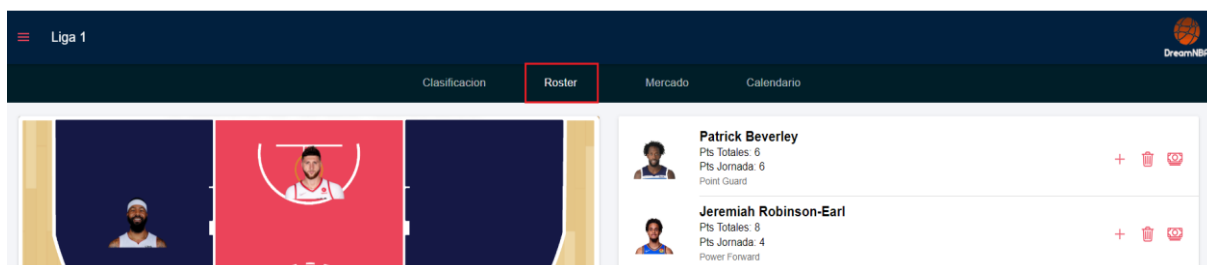 Liga 1
DreamNBA
Clasificacion Roster Mercado Calendario
Patrick Beverley
Pts Totales: 6
Pts Jornada: 6
Point Guard
Jeremiah Robinson-Earl
Pts Totales: 8
Pts Jornada: 4
Power Forward